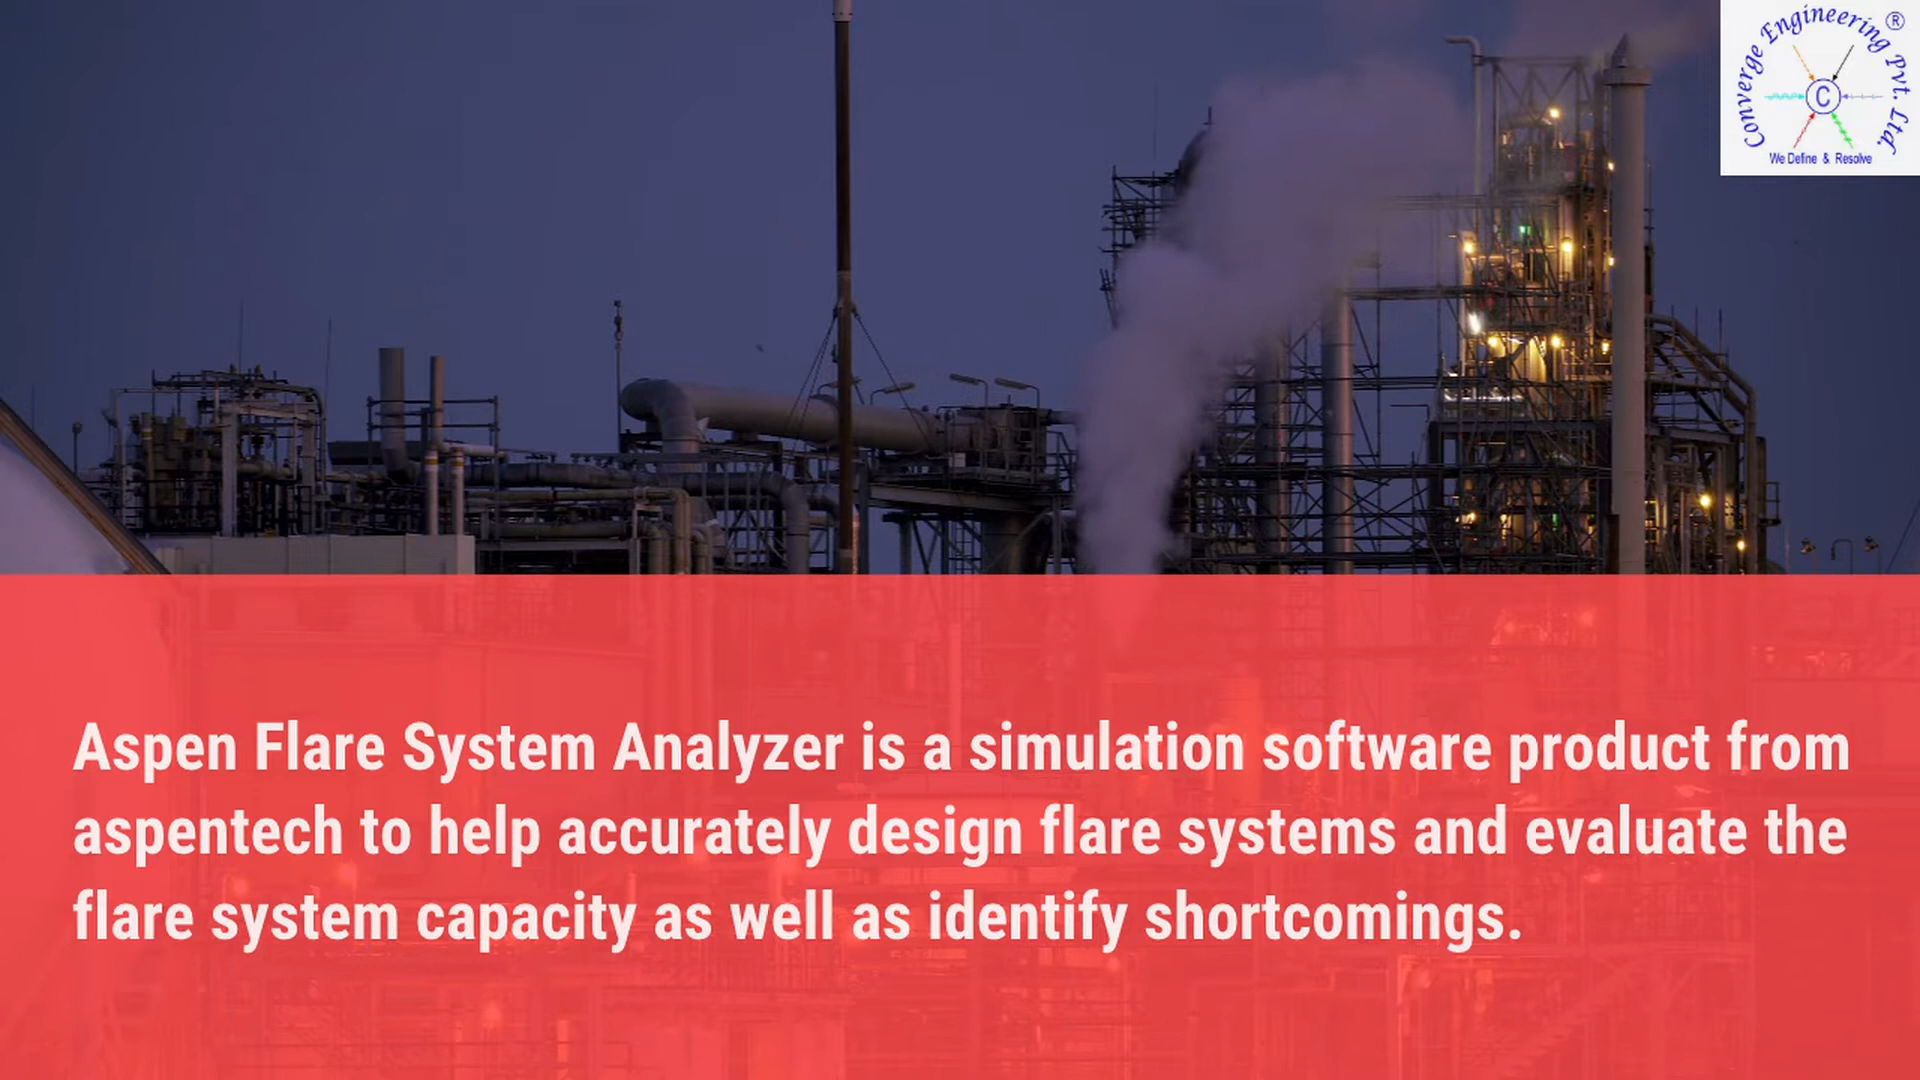 Converge Engineering Pvt. Ltd.
®
C
We Define & Resolve
Aspen Flare System Analyzer is a simulation software product from
aspentech to help accurately design flare systems and evaluate the
flare system capacity as well as identify shortcomings.